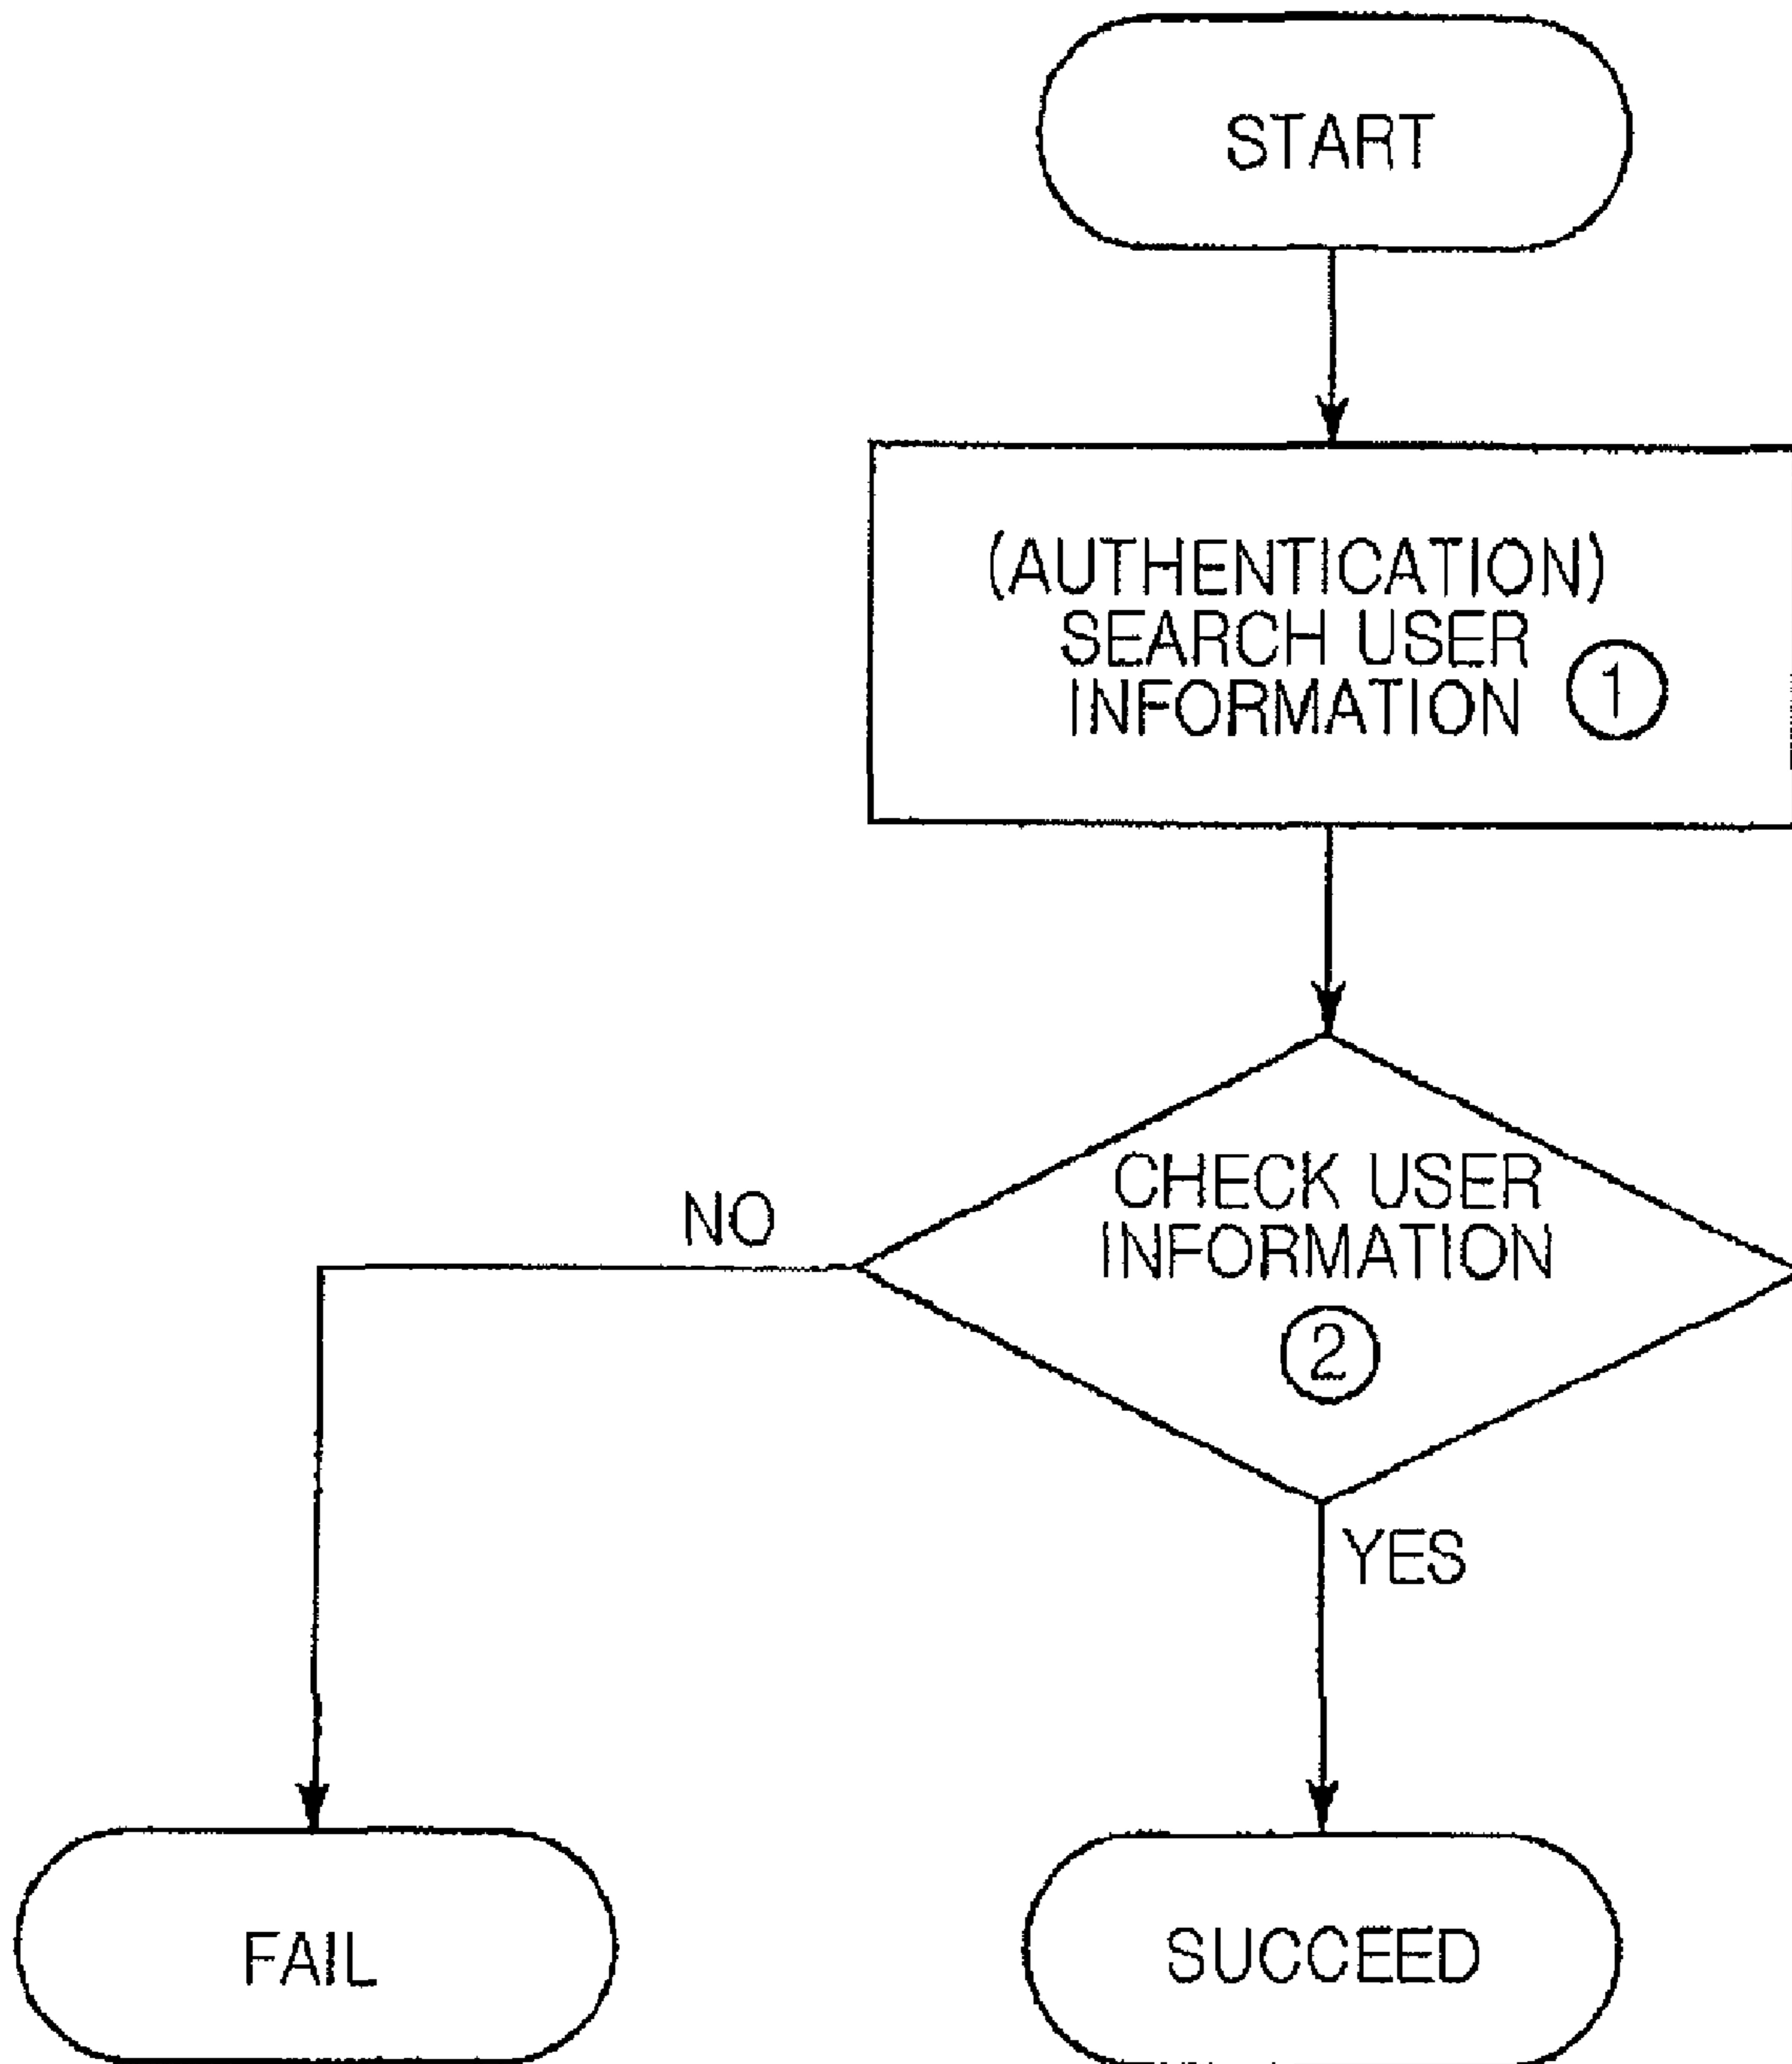 START
(AUTHENTICATION)
SEARCH USER
INFORMATION 1
CHECK USER
INFORMATION
2
NO
YES
FAIL
SUCCEED